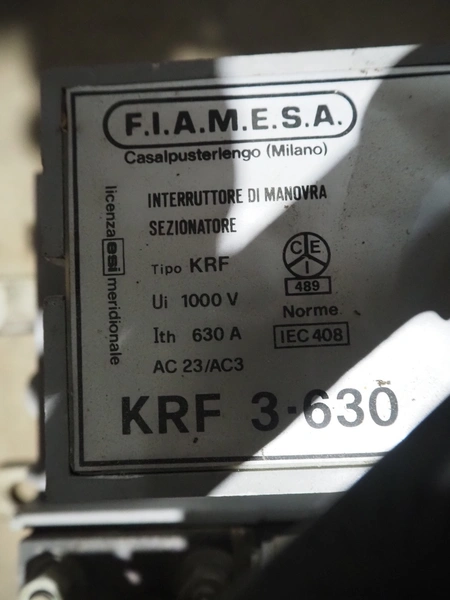 F.I.A.M.E.S.A.
Casalpusterlengo (Milano)
INTERRUTTORE DI MANOVRA
SEZIONATORE
Tipo KRF
Ui 1000 V
Ith 630 A
AC 23/AC3
licenza esi meridionale
CEI
489
Norme
IEC 408
KRF 3-630